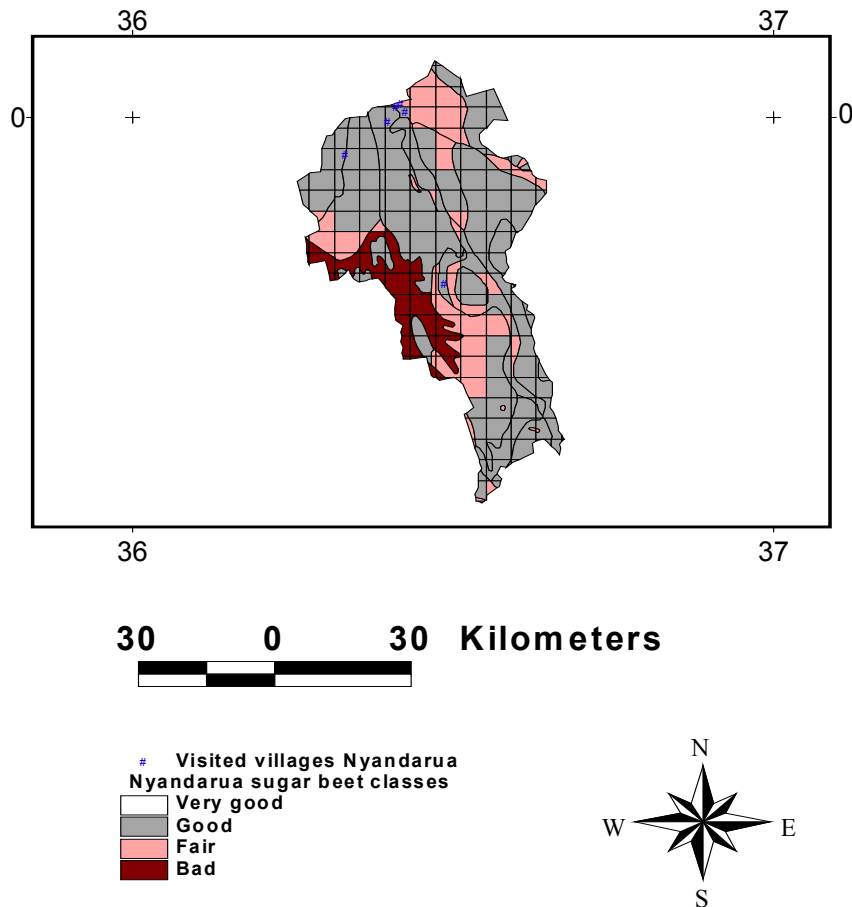 36 37
0 0
36 37
30 0 30 Kilometers
# Visited villages Nyandarua
Nyandarua sugar beet classes
Very good
Good
Fair
Bad
N
W E
S